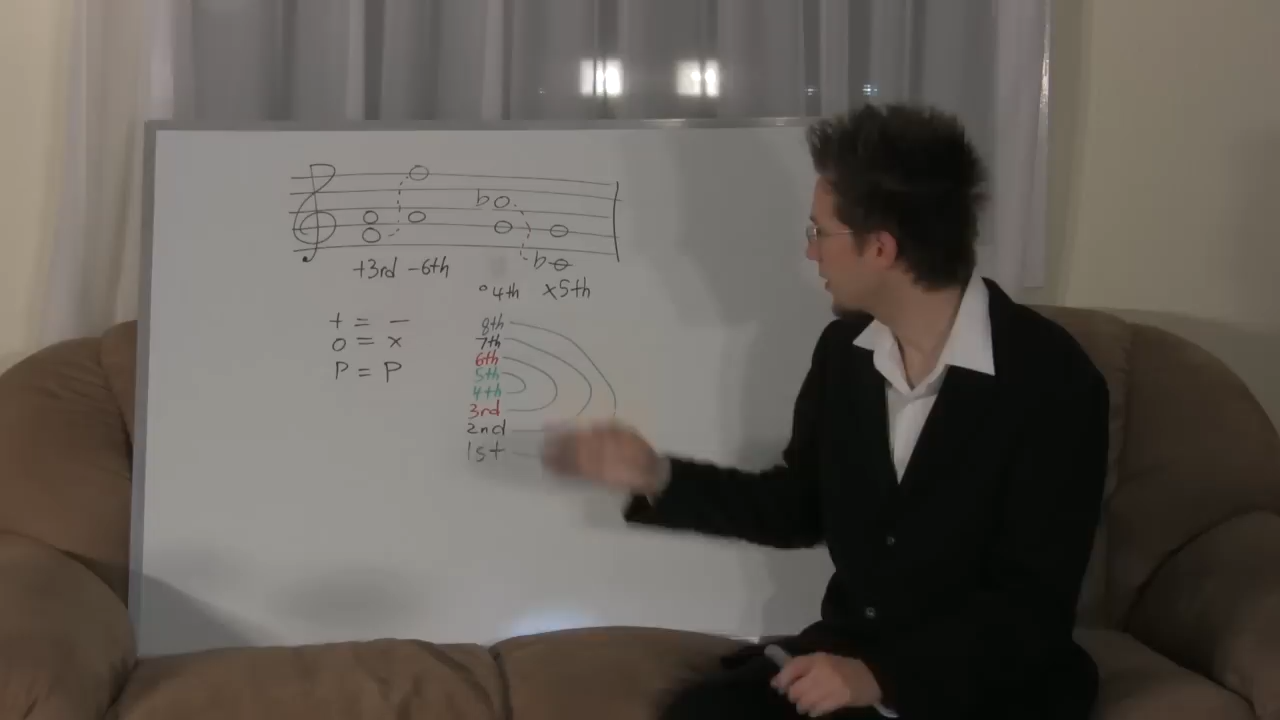 +3rd -6th
°4th x5th
+ = -
o = x
P = P
8th
7th
6th
5th
4th
3rd
2nd
1st